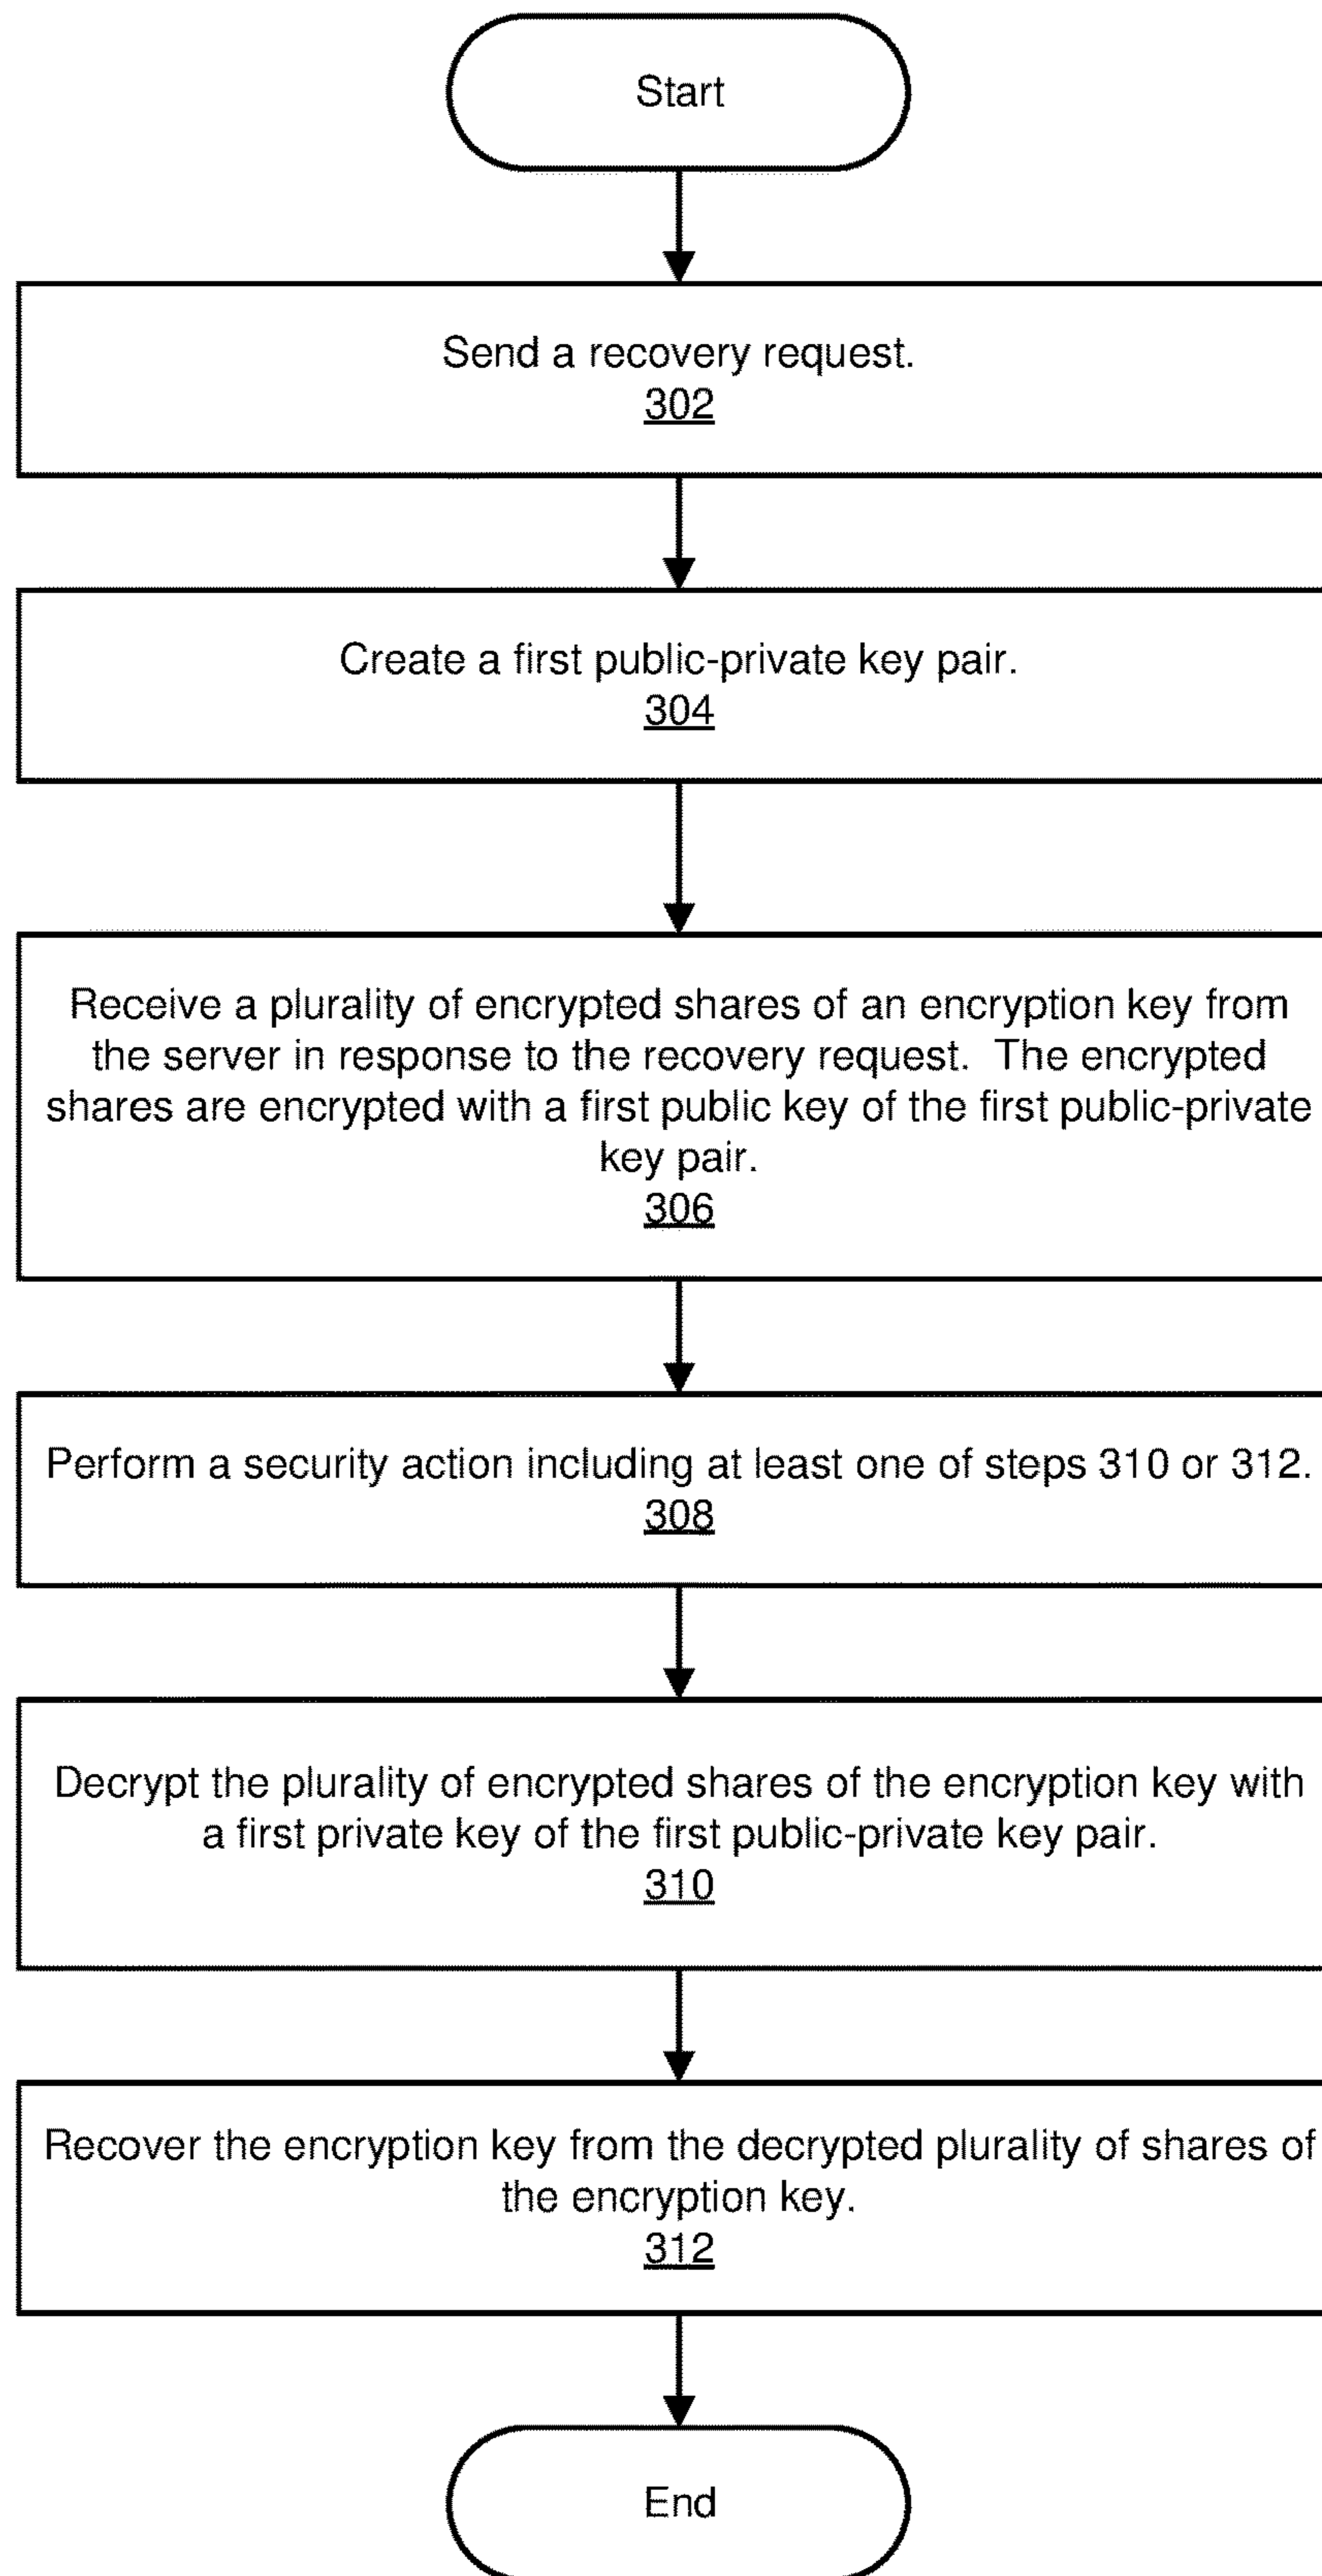 Start
Send a recovery request.
302
Create a first public-private key pair.
304
Receive a plurality of encrypted shares of an encryption key from
the server in response to the recovery request. The encrypted
shares are encrypted with a first public key of the first public-private
key pair.
306
Perform a security action including at least one of steps 310 or 312.
308
Decrypt the plurality of encrypted shares of the encryption key with
a first private key of the first public-private key pair.
310
Recover the encryption key from the decrypted plurality of shares of
the encryption key.
312
End